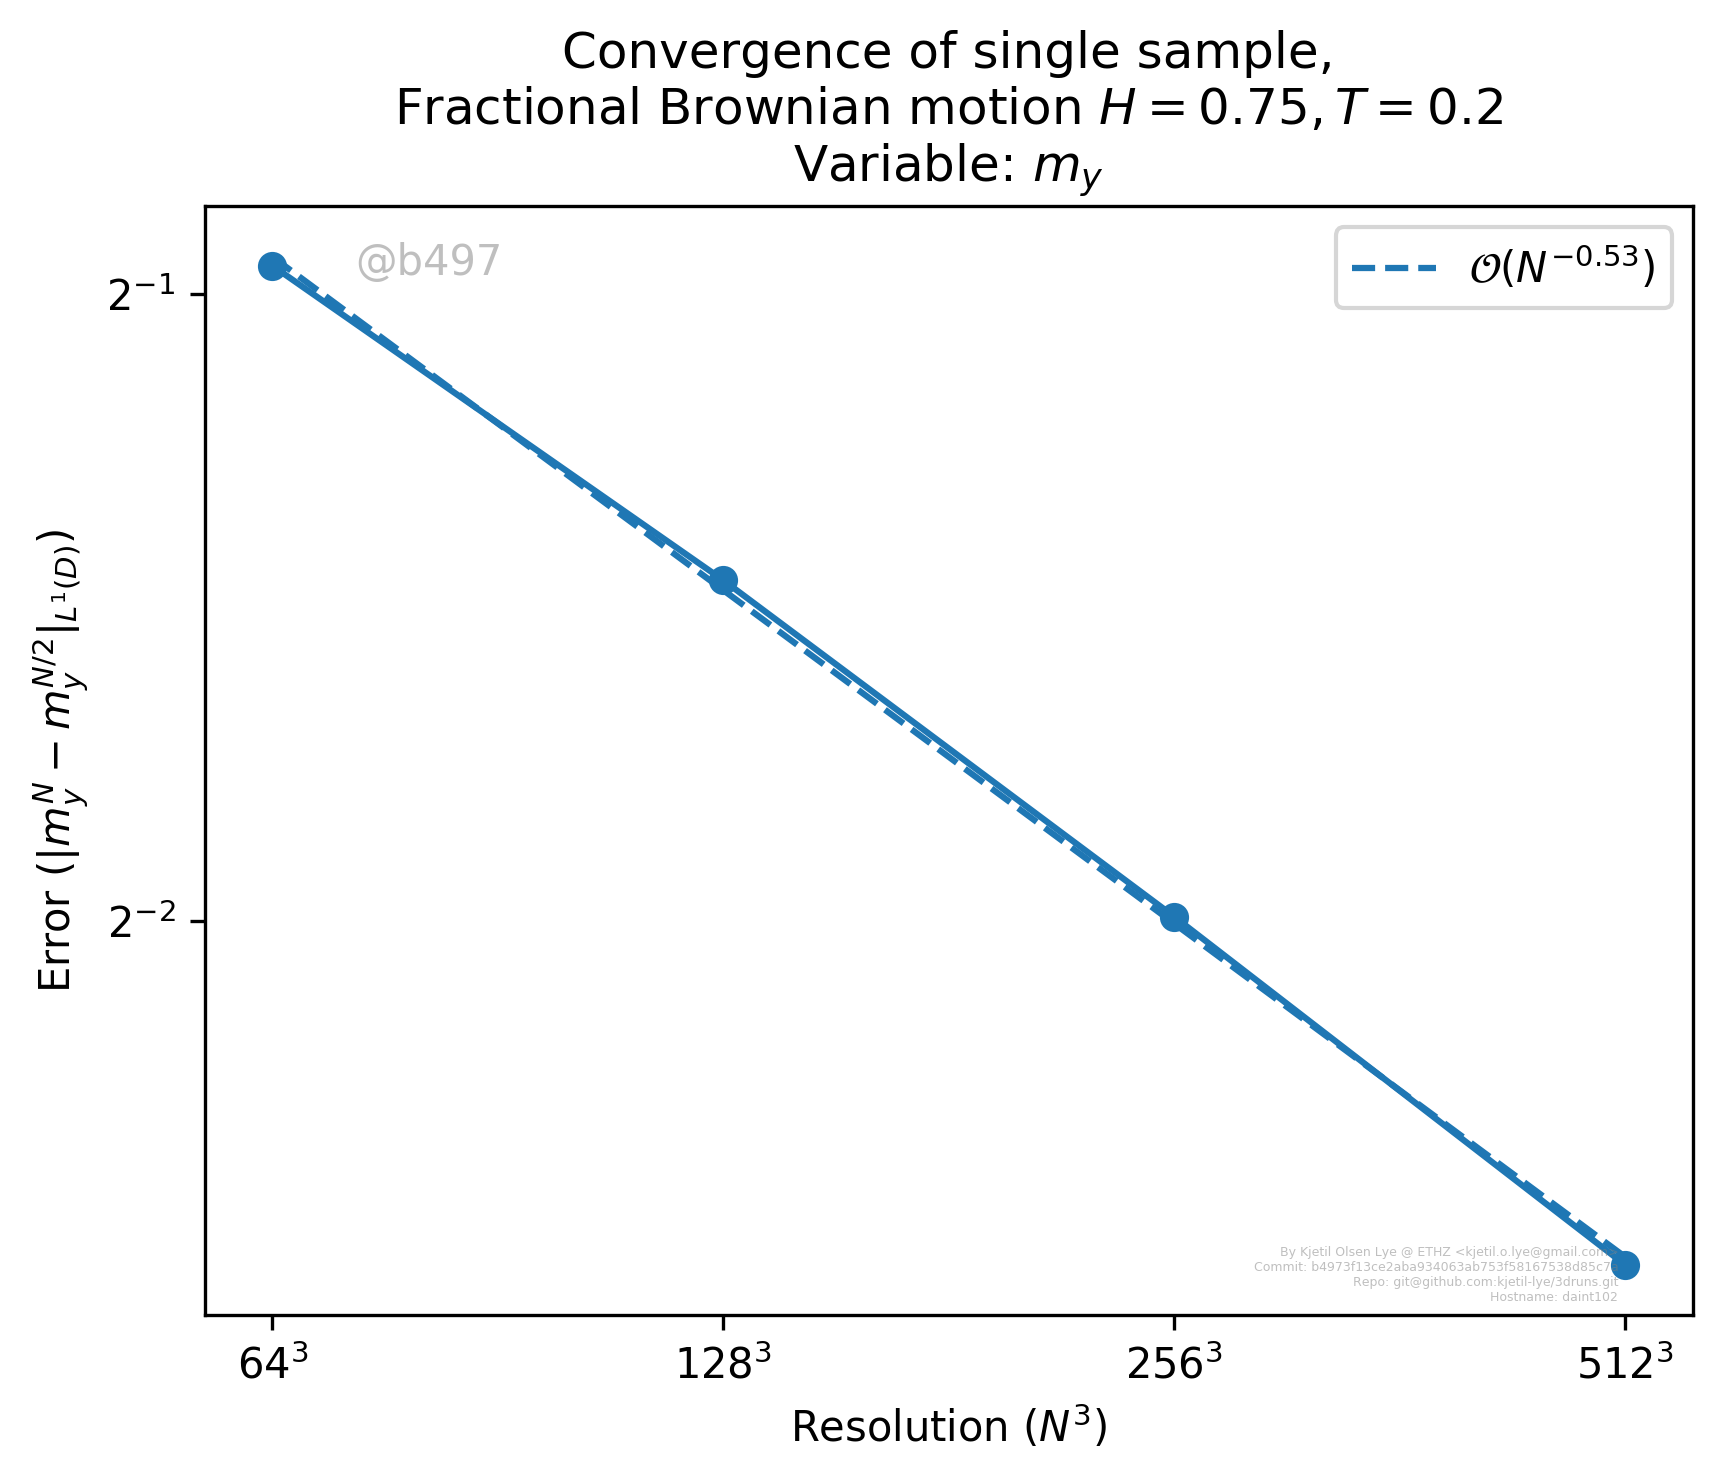 Convergence of single sample,
Fractional Brownian motion $H = 0.75, T = 0.2$
Variable: $m_y$
@b497
$\mathcal{O}(N^{-0.53})$
$2^{-1}$
$2^{-2}$
Error ($|m_y^N - m_y^{N/2}|_{L^1(D)}$)
By Kjetil Olsen Lye @ ETHZ <kjetil.o.lye@gmail.com>
Commit:
Repo: git@github.com:kjetil-lye/3druns.git
Hostname: daint102
$64^3$
$128^3$
$256^3$
$512^3$
Resolution ($N^3$)